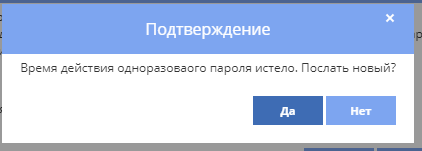 Подтверждение
Время действия одноразоваого пароля истело. Послать новый?
Да
Нет